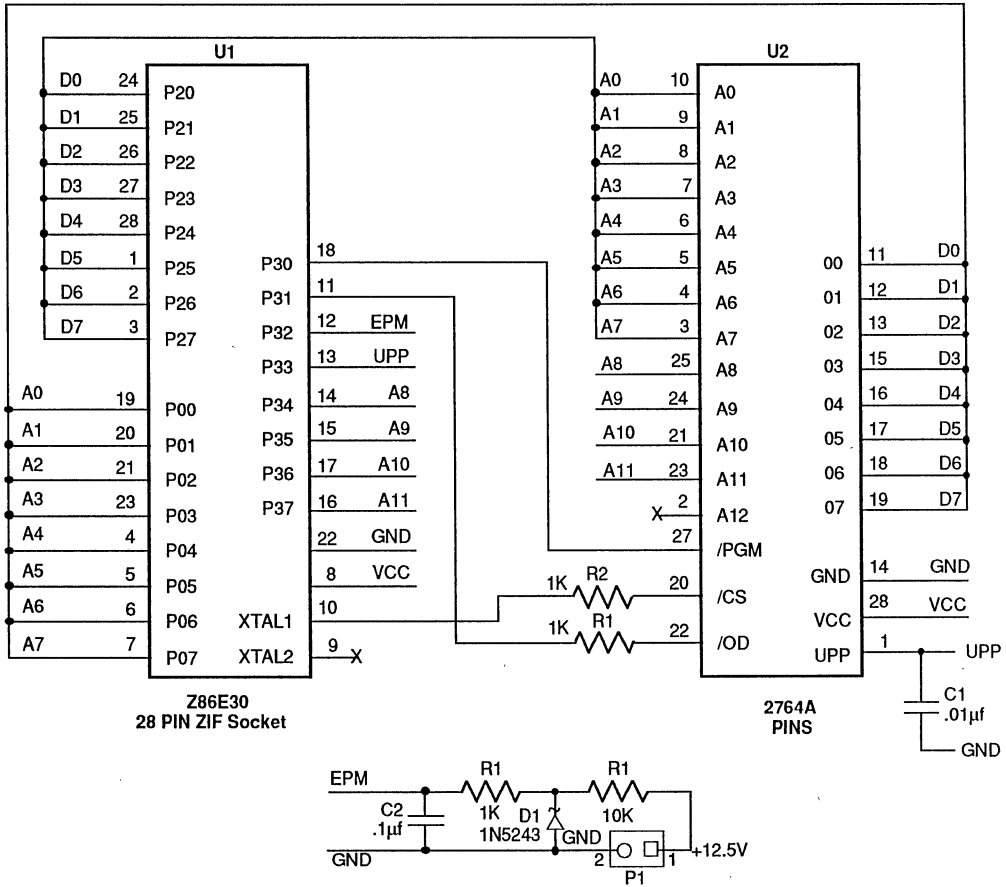 U1
D0 24 P20
D1 25 P21
D2 26 P22
D3 27 P23
D4 28 P24
D5 1 P25
D6 2 P26
D7 3 P27
A0 19 P00
A1 20 P01
A2 21 P02
A3 23 P03
A4 4 P04
A5 5 P05
A6 6 P06
A7 7 P07
P30 18
P31 11
P32 12 EPM
P33 13 UPP
P34 14 A8
P35 15 A9
P36 17 A10
P37 16 A11
22 GND
8 VCC
XTAL1 10
XTAL2 9 X
Z86E30
28 PIN ZIF Socket
1K R2
1K R1
U2
A0 10 A0
A1 9 A1
A2 8 A2
A3 7 A3
A4 6 A4
A5 5 A5
A6 4 A6
A7 3 A7
A8 25 A8
A9 24 A9
A10 21 A10
A11 23 A11
X 2 A12
27 /PGM
20 /CS
22 /OD
00 11 D0
01 12 D1
02 13 D2
03 15 D3
04 16 D4
05 17 D5
06 18 D6
07 19 D7
GND 14 GND
VCC 28 VCC
UPP 1 UPP
2764A
PINS
C1
.01µf
GND
EPM
R1
1K
R1
10K
C2
.1µf
D1
1N5243
GND
GND
2 1
+12.5V
P1